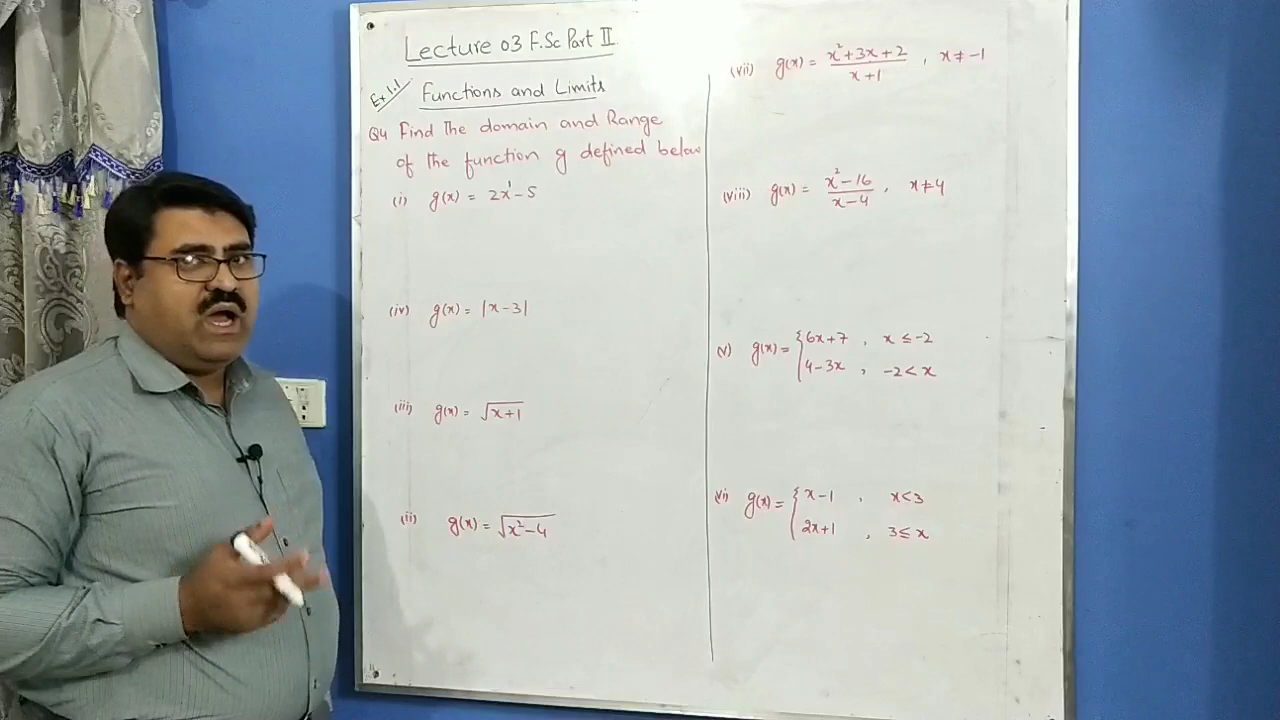 Lecture 03 F.Sc Part II
Ex 1.1
Functions and Limits
Q4 Find The domain and Range
of the function g defined below
(i) g(x) = 2x¹-5
(iv) g(x) = |x-3|
(iii) g(x) = √(x+1)
(ii) g(x) = √(x²-4)
(vii) g(x) = (x²+3x+2)/(x+1) , x≠-1
(viii) g(x) = (x²-16)/(x-4) , x≠4
(v) g(x) = { 6x+7 , x ≤ -2
4-3x , -2 < x
(vi) g(x) = { x-1 , x<3
2x+1 , 3 ≤ x